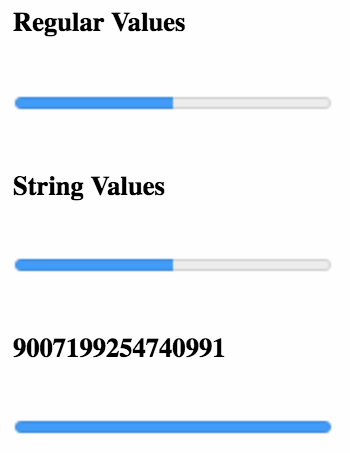 Regular Values
String Values
9007199254740991